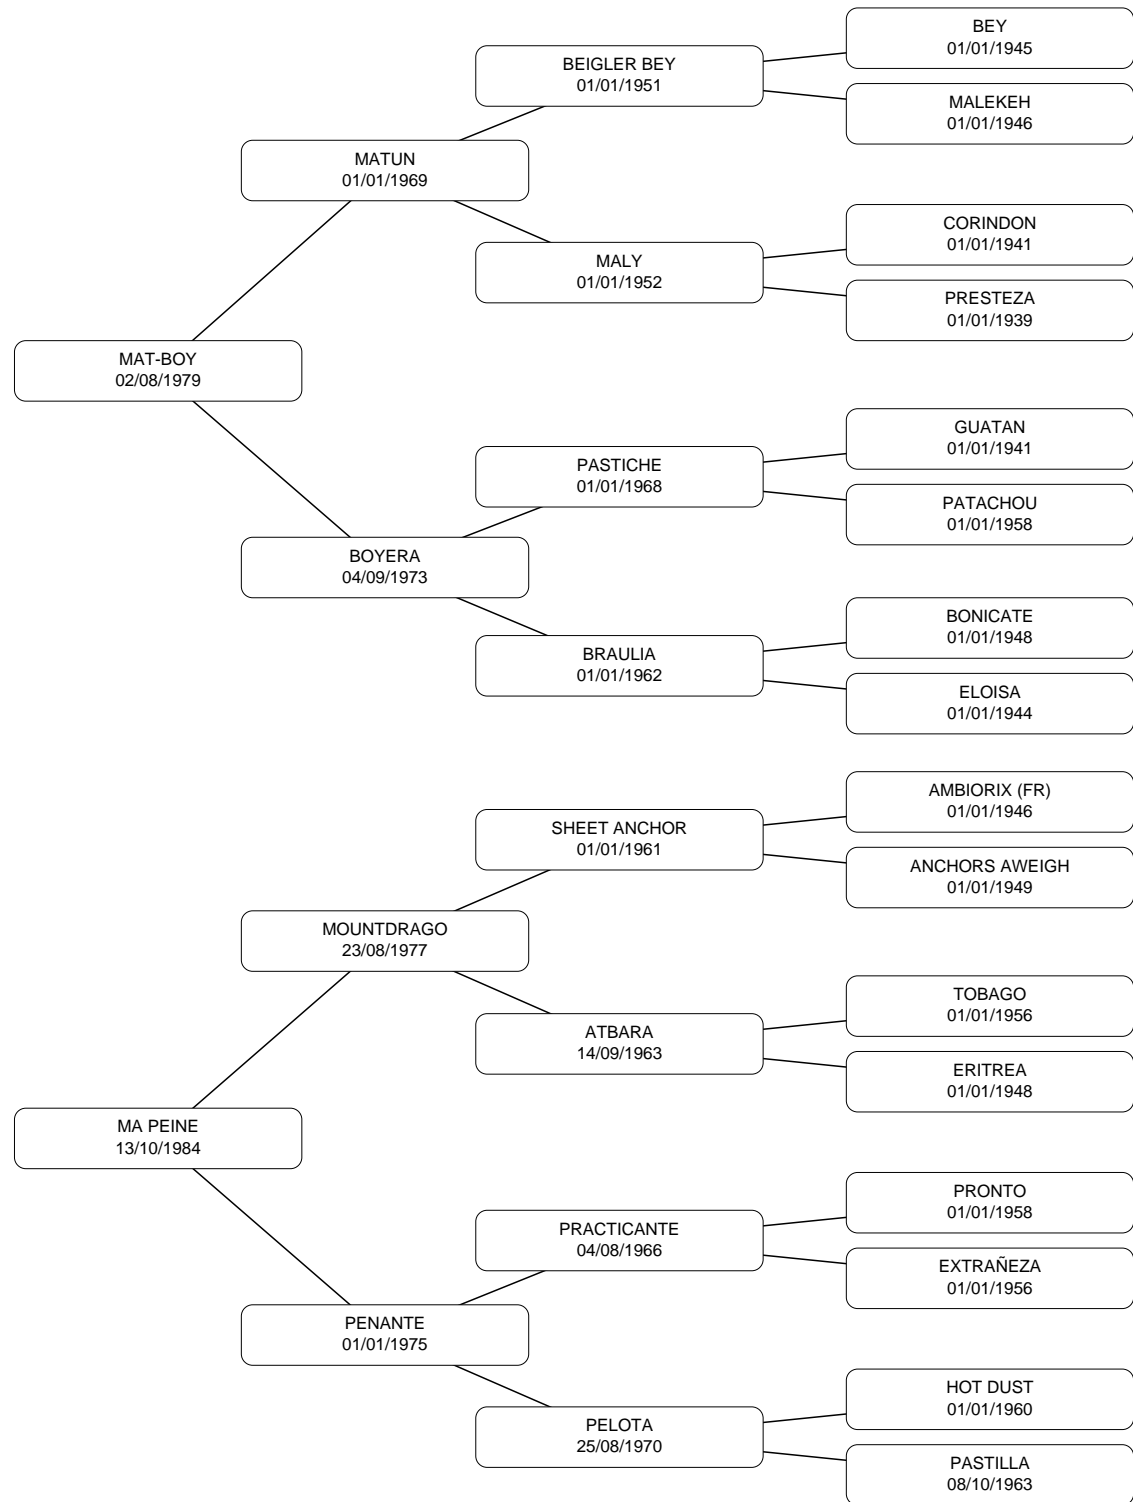 BEY
01/01/1945
BEIGLER BEY
01/01/1951
MALEKEH
01/01/1946
MATUN
01/01/1969
CORINDON
01/01/1941
MALY
01/01/1952
PRESTEZA
01/01/1939
MAT-BOY
02/08/1979
GUATAN
01/01/1941
PASTICHE
01/01/1968
PATACHOU
01/01/1958
BOYERA
04/09/1973
BONICATE
01/01/1948
BRAULIA
01/01/1962
ELOISA
01/01/1944
AMBIORIX (FR)
01/01/1946
SHEET ANCHOR
01/01/1961
ANCHORS AWEIGH
01/01/1949
MOUNTDRAGO
23/08/1977
TOBAGO
01/01/1956
ATBARA
14/09/1963
ERITREA
01/01/1948
MA PEINE
13/10/1984
PRONTO
01/01/1958
PRACTICANTE
04/08/1966
EXTRAÑEZA
01/01/1956
PENANTE
01/01/1975
HOT DUST
01/01/1960
PELOTA
25/08/1970
PASTILLA
08/10/1963